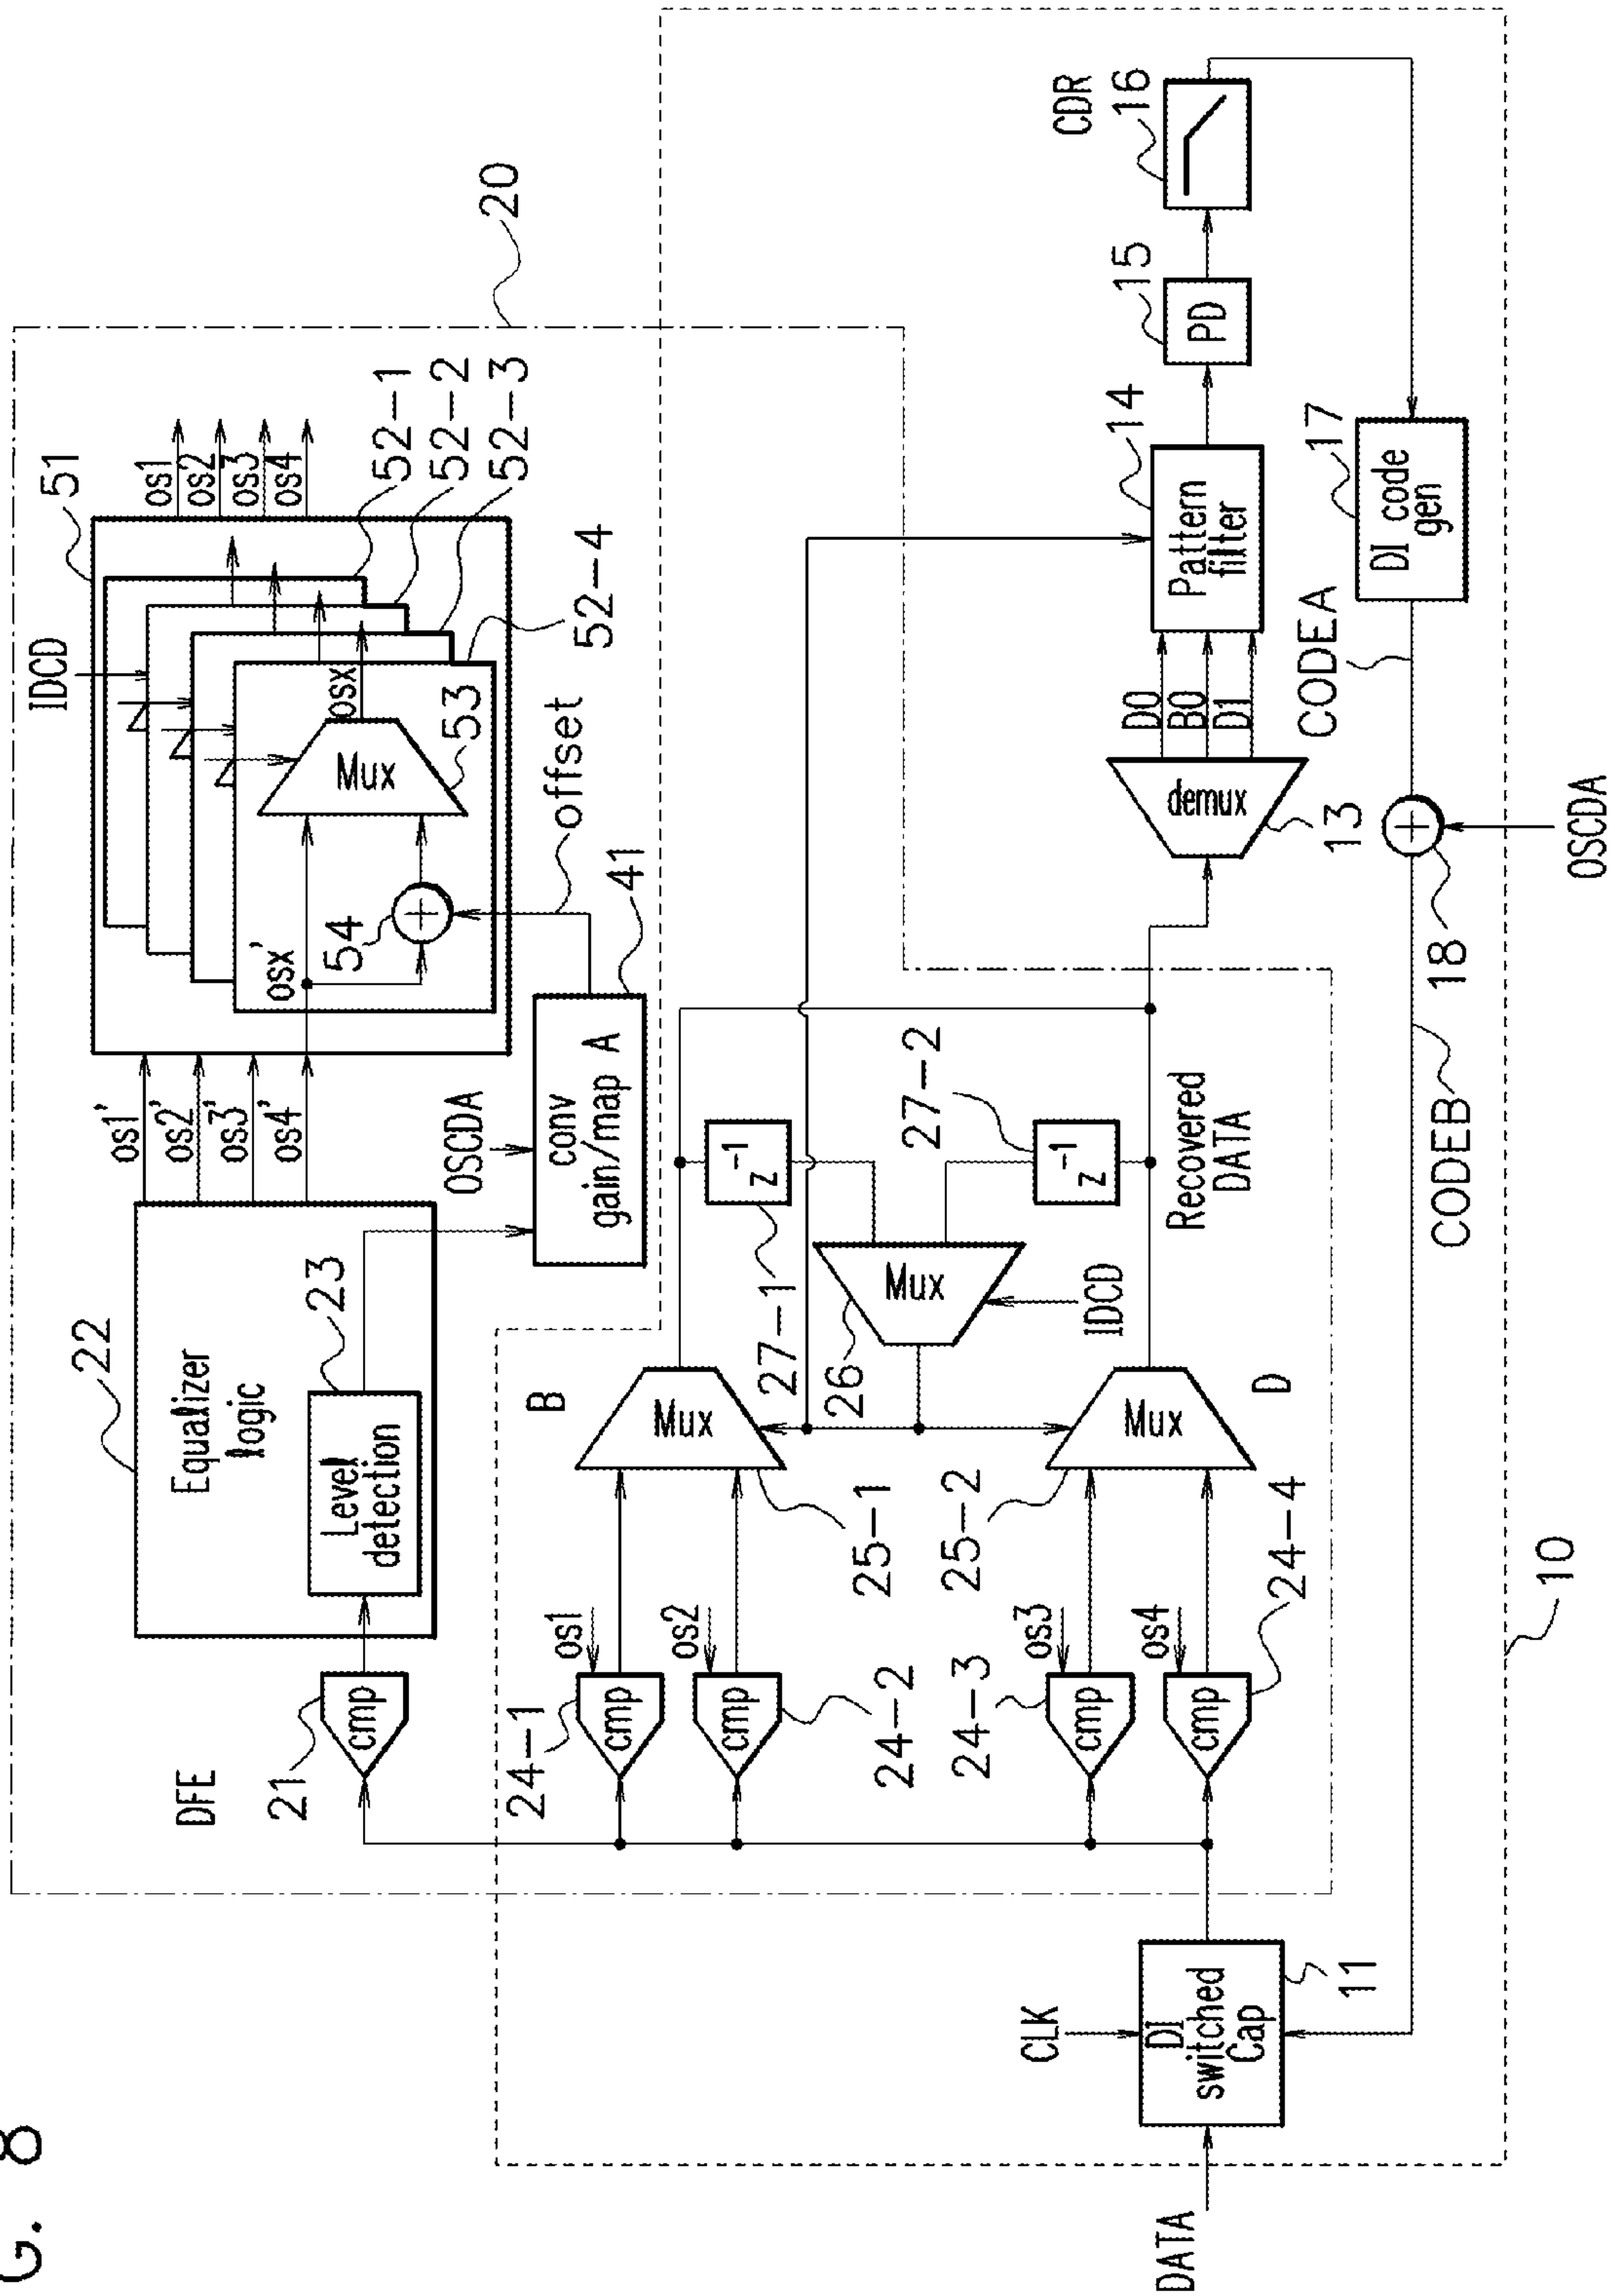 G. 8
20
51
IDCD
os1
os2
os3
os4
52-1
52-2
52-3
52-4
osx
Mux
53
54
osx'
offset
41
os1'
os2'
os3'
os4'
22
Equalizer
logic
23
Level
detection
OSCDA
conv
gain/map A
DFE
21
cmp
24-1
cmp
os1
24-2
cmp
os2
24-3
cmp
os3
24-4
cmp
os4
B
Mux
25-1
D
Mux
25-2
26
Mux
IDCD
27-1
z-1
27-2
z-1
Recovered
DATA
demux
13
D0
B0
D1
14
Pattern
filter
15
PD
CDR
16
17
DI code
gen
CODEA
18
OSCDA
CODEB
10
CLK
DI
switched
Cap
11
DATA